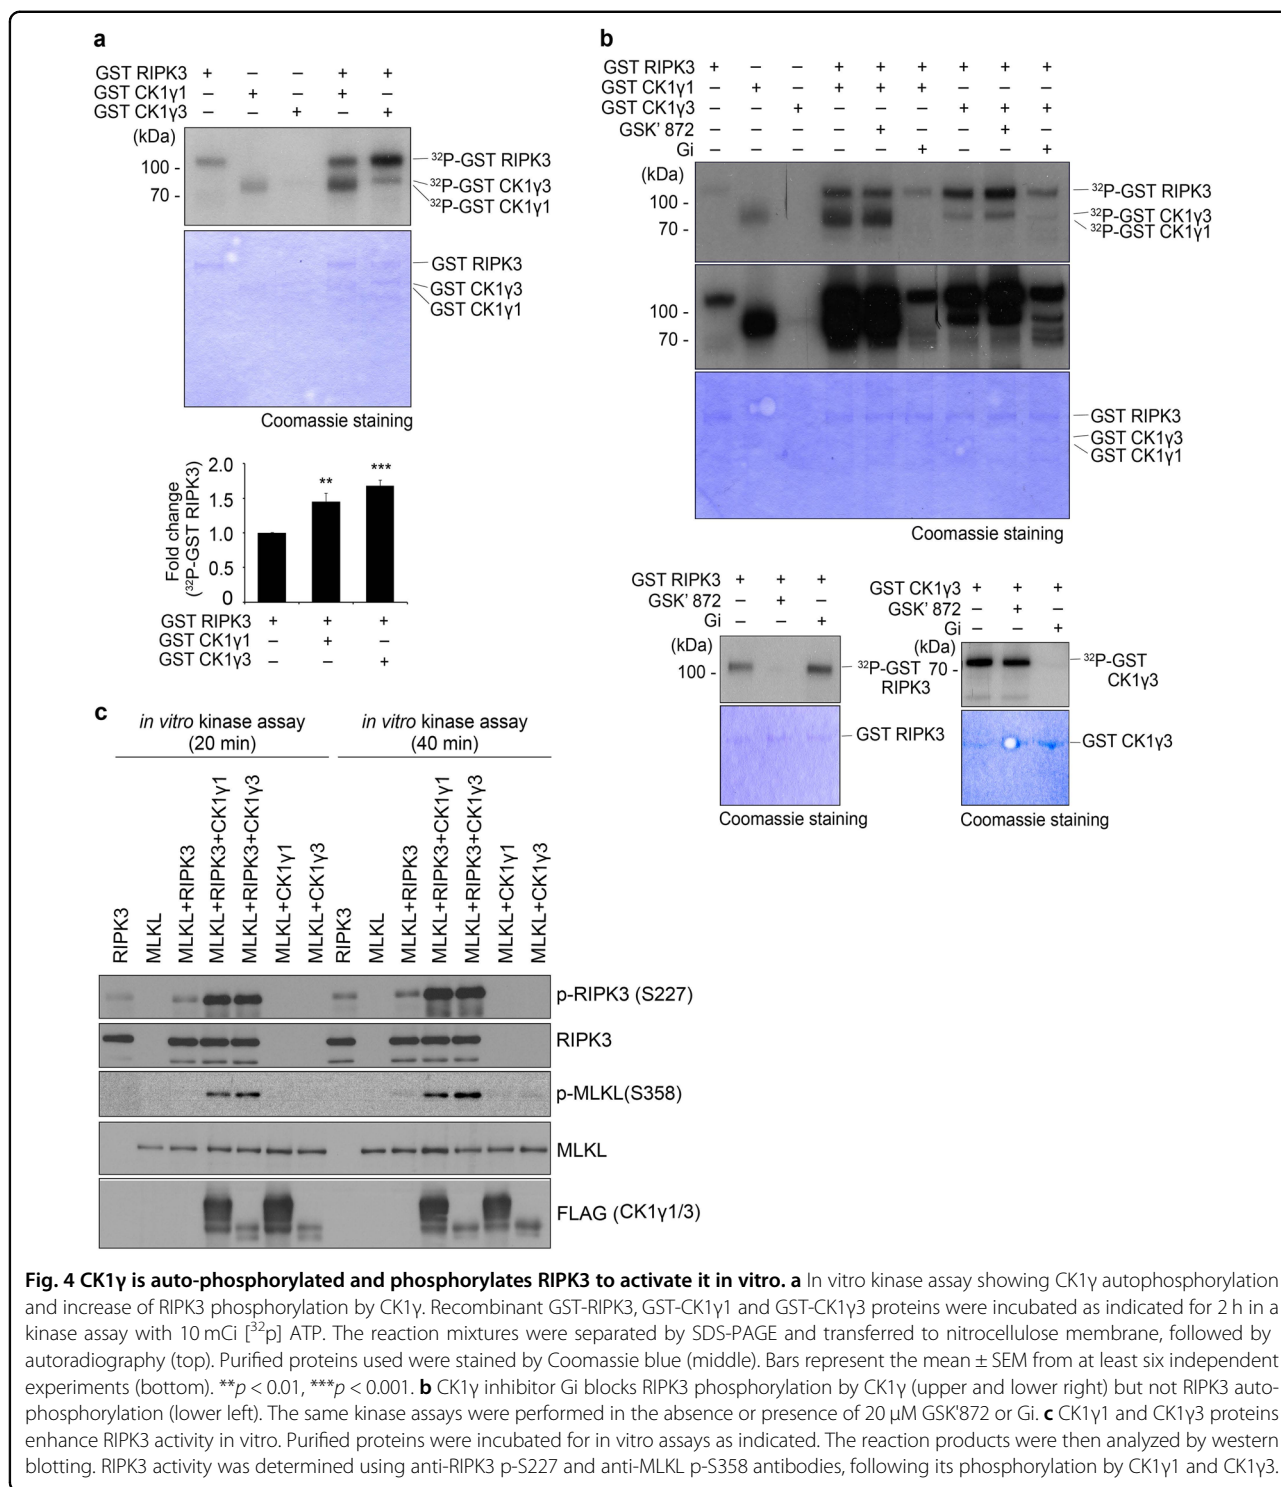 a
GST RIPK3 + – – + +
GST CK1γ1 – + – + –
GST CK1γ3 – – + – +
(kDa)
100 -
70 -
³²P-GST RIPK3
³²P-GST CK1γ3
³²P-GST CK1γ1
GST RIPK3
GST CK1γ3
GST CK1γ1
Coomassie staining
Fold change
(³²P-GST RIPK3)
2.0
1.5
1.0
0.5
0
**
***
GST RIPK3 + + +
GST CK1γ1 – + –
GST CK1γ3 – – +
b
GST RIPK3 + – – + + + + + +
GST CK1γ1 – + – + + + – – –
GST CK1γ3 – – + – – – + + +
GSK' 872 – – – – + – – + –
Gi – – – – – + – – +
(kDa)
100 -
70 -
³²P-GST RIPK3
³²P-GST CK1γ3
³²P-GST CK1γ1
100 -
70 -
GST RIPK3
GST CK1γ3
GST CK1γ1
Coomassie staining
GST RIPK3 + + +
GSK' 872 – + –
Gi – – +
(kDa)
100 -
³²P-GST
RIPK3
GST RIPK3
Coomassie staining
GST CK1γ3 + + +
GSK' 872 – + –
Gi – – +
(kDa)
70 -
³²P-GST
CK1γ3
GST CK1γ3
Coomassie staining
c
in vitro kinase assay
(20 min)
in vitro kinase assay
(40 min)
RIPK3
MLKL
MLKL+RIPK3
MLKL+RIPK3+CK1γ1
MLKL+RIPK3+CK1γ3
MLKL+CK1γ1
MLKL+CK1γ3
RIPK3
MLKL
MLKL+RIPK3
MLKL+RIPK3+CK1γ1
MLKL+RIPK3+CK1γ3
MLKL+CK1γ1
MLKL+CK1γ3
p-RIPK3 (S227)
RIPK3
p-MLKL(S358)
MLKL
FLAG (CK1γ1/3)
Fig. 4 CK1γ is auto-phosphorylated and phosphorylates RIPK3 to activate it in vitro. a In vitro kinase assay showing CK1γ autophosphorylation
and increase of RIPK3 phosphorylation by CK1γ. Recombinant GST-RIPK3, GST-CK1γ1 and GST-CK1γ3 proteins were incubated as indicated for 2 h in a
kinase assay with 10 mCi [³²p] ATP. The reaction mixtures were separated by SDS-PAGE and transferred to nitrocellulose membrane, followed by
autoradiography (top). Purified proteins used were stained by Coomassie blue (middle). Bars represent the mean ± SEM from at least six independent
experiments (bottom). **p < 0.01, ***p < 0.001. b CK1γ inhibitor Gi blocks RIPK3 phosphorylation by CK1γ (upper and lower right) but not RIPK3 auto-
phosphorylation (lower left). The same kinase assays were performed in the absence or presence of 20 µM GSK'872 or Gi. c CK1γ1 and CK1γ3 proteins
enhance RIPK3 activity in vitro. Purified proteins were incubated for in vitro assays as indicated. The reaction products were then analyzed by western
blotting. RIPK3 activity was determined using anti-RIPK3 p-S227 and anti-MLKL p-S358 antibodies, following its phosphorylation by CK1γ1 and CK1γ3.